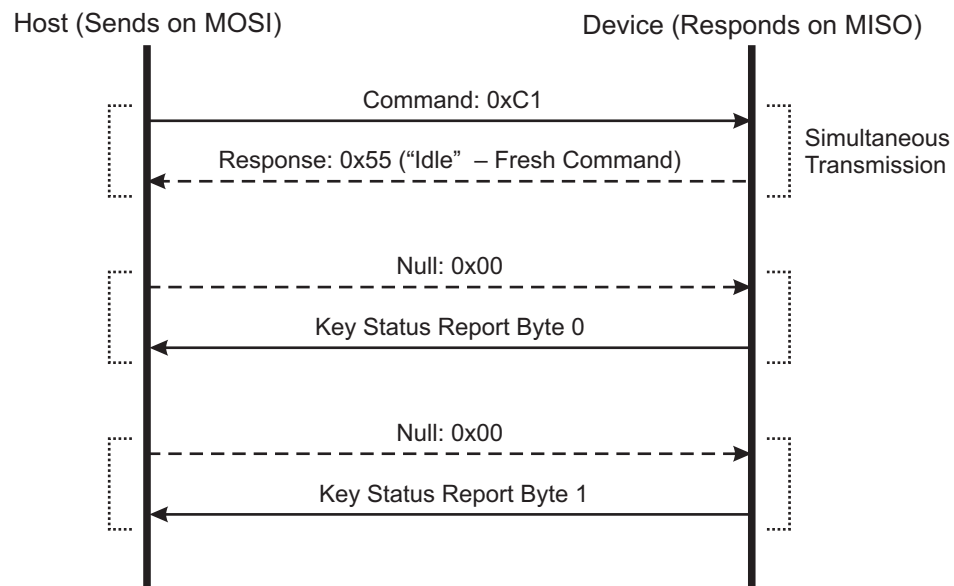 Host (Sends on MOSI)
Device (Responds on MISO)
Command: 0xC1
Response: 0x55 (“Idle” – Fresh Command)
Simultaneous
Transmission
Null: 0x00
Key Status Report Byte 0
Null: 0x00
Key Status Report Byte 1